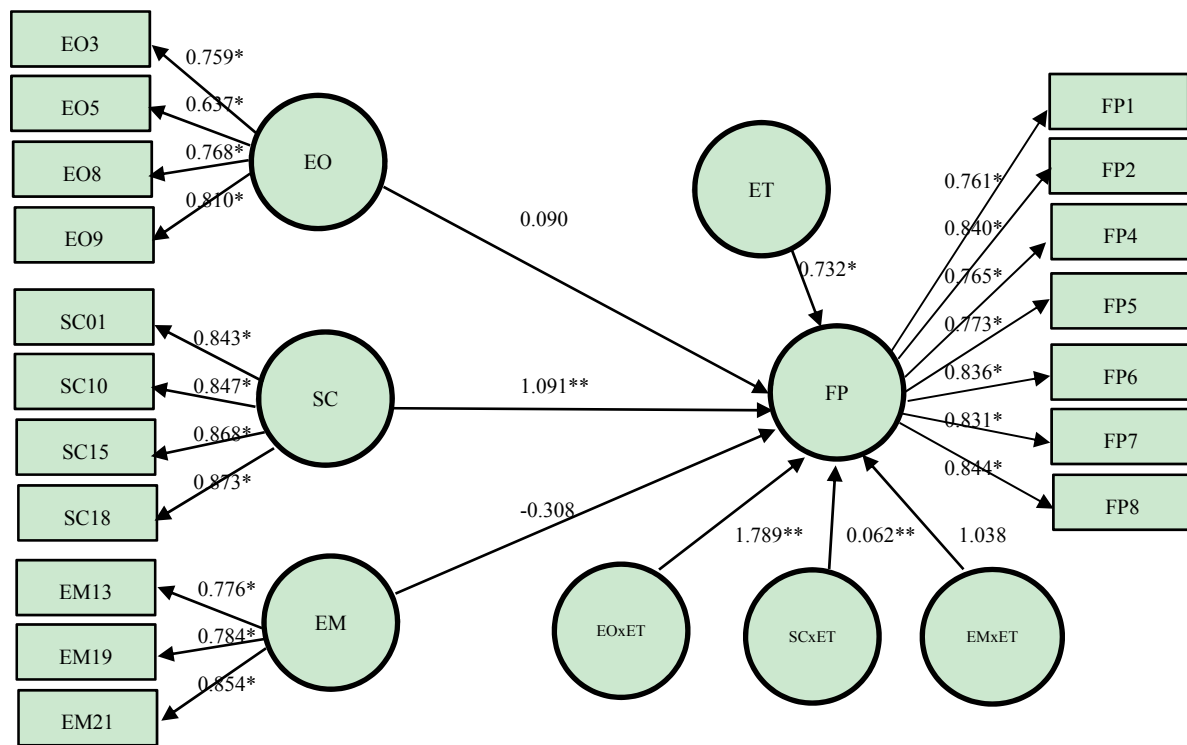 EO3
0.759*
EO5
0.637*
EO8
0.768*
EO9
0.810*
EO
SC01
0.843*
SC10
0.847*
SC15
0.868*
SC18
0.873*
SC
EM13
0.776*
EM19
0.784*
EM21
0.854*
EM
0.090
1.091**
-0.308
ET
0.732*
FP
1.789**
0.062**
1.038
EOxET
SCxET
EMxET
FP1
0.761*
FP2
0.840*
FP4
0.765*
FP5
0.773*
FP6
0.836*
FP7
0.831*
FP8
0.844*